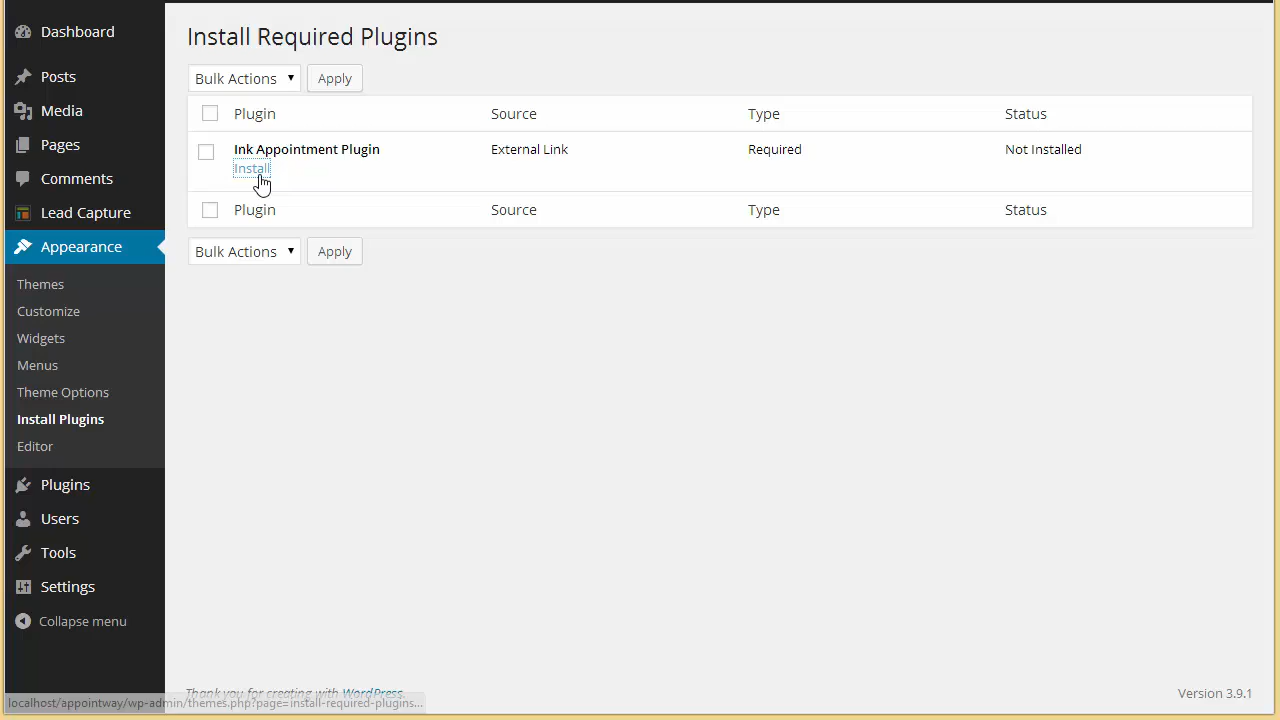 Dashboard
Posts
Media
Pages
Comments
Lead Capture
Appearance
Themes
Customize
Widgets
Menus
Theme Options
Install Plugins
Editor
Plugins
Users
Tools
Settings
Collapse menu
Install Required Plugins
Bulk Actions Apply
Plugin Source Type Status
Ink Appointment Plugin External Link Required Not Installed
Install
Plugin Source Type Status
Bulk Actions Apply
Thank you for creating with WordPress. Version 3.9.1
localhost/appointway/wp-admin/themes.php?page=install-required-plugins...